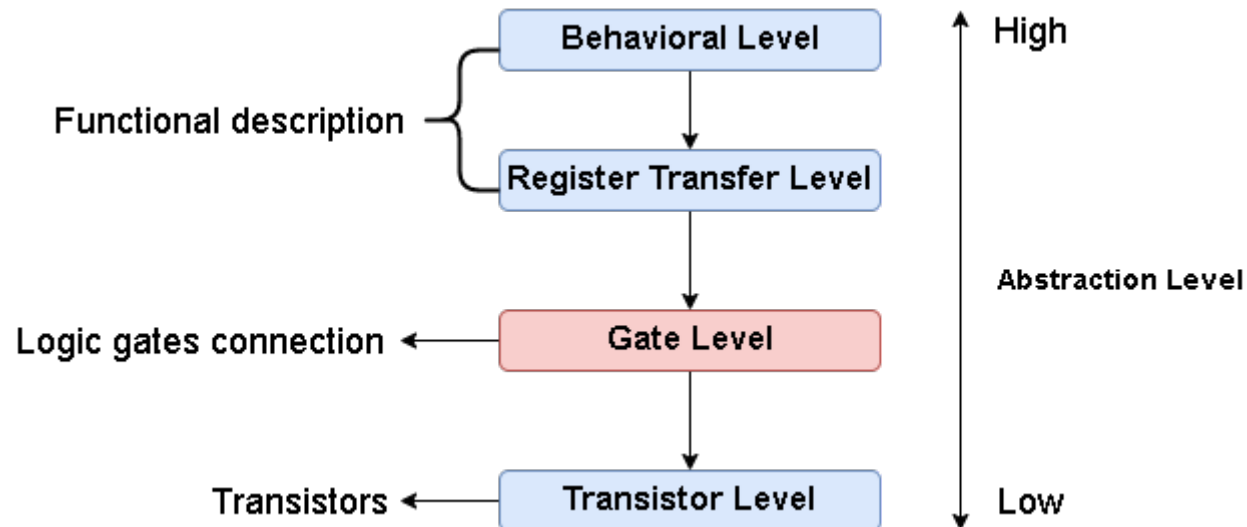 Behavioral Level
High
Functional description
Register Transfer Level
Abstraction Level
Logic gates connection
Gate Level
Transistors
Transistor Level
Low